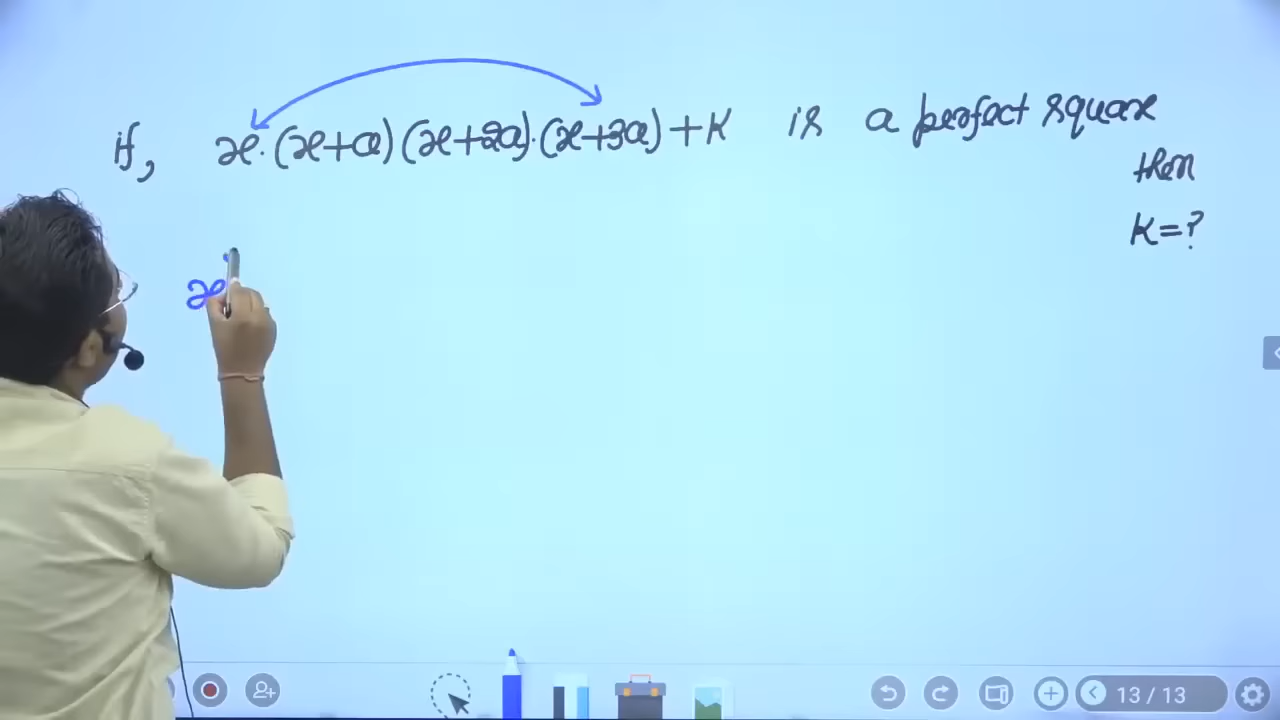 if, x·(x+a)(x+2a)·(x+3a)+K is a perfect square
then
K=?
x
13 / 13